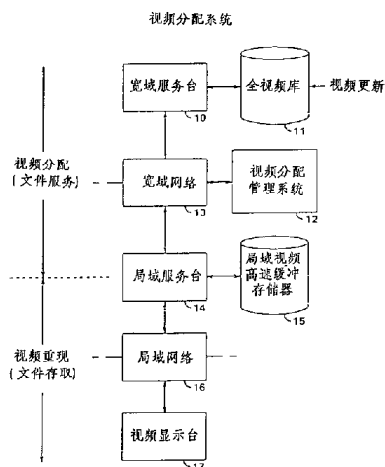 视频分配系统
宽域服务台
10
全视频库
11
视频更新
视频分配
(文件服务)
宽域网络
13
视频分配
管理系统
12
局域服务台
14
局域视频
高速缓冲
存储器
15
视频重现
(文件存取)
局域网络
16
视频显示台
17